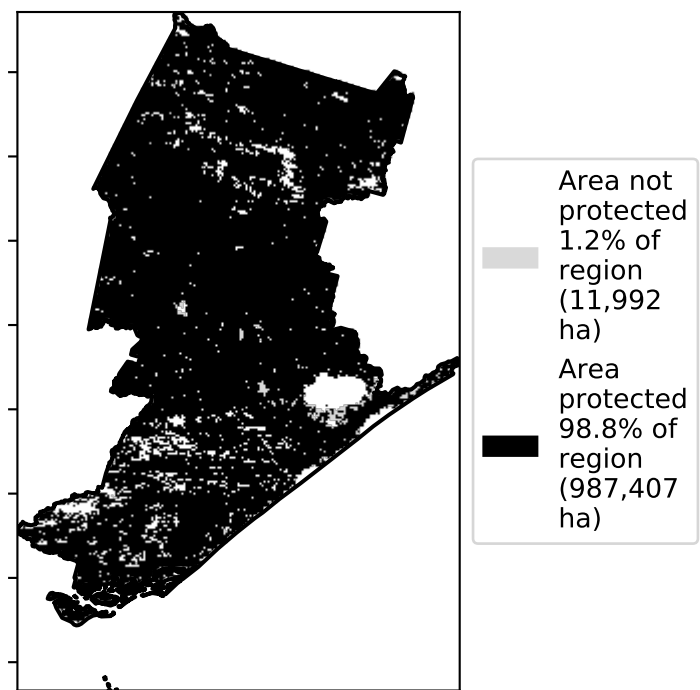 Area not
protected
1.2% of
region
(11,992
ha)
Area
protected
98.8% of
region
(987,407
ha)